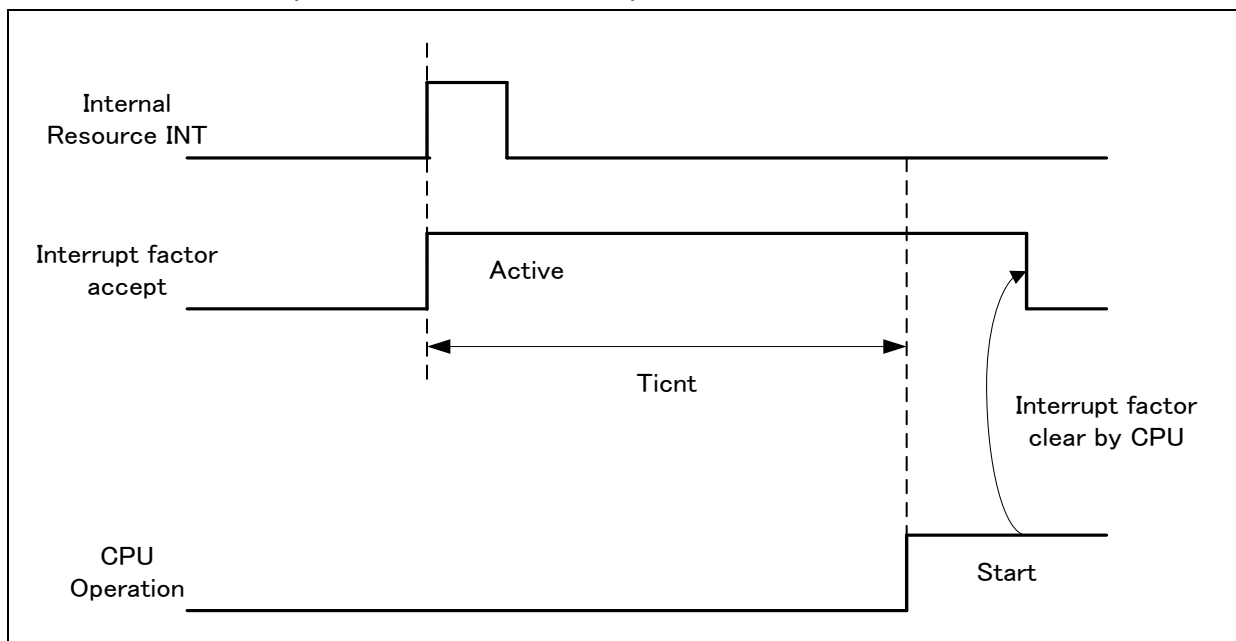 Internal
Resource INT
Interrupt factor
accept
Active
Ticnt
Interrupt factor
clear by CPU
CPU
Operation
Start